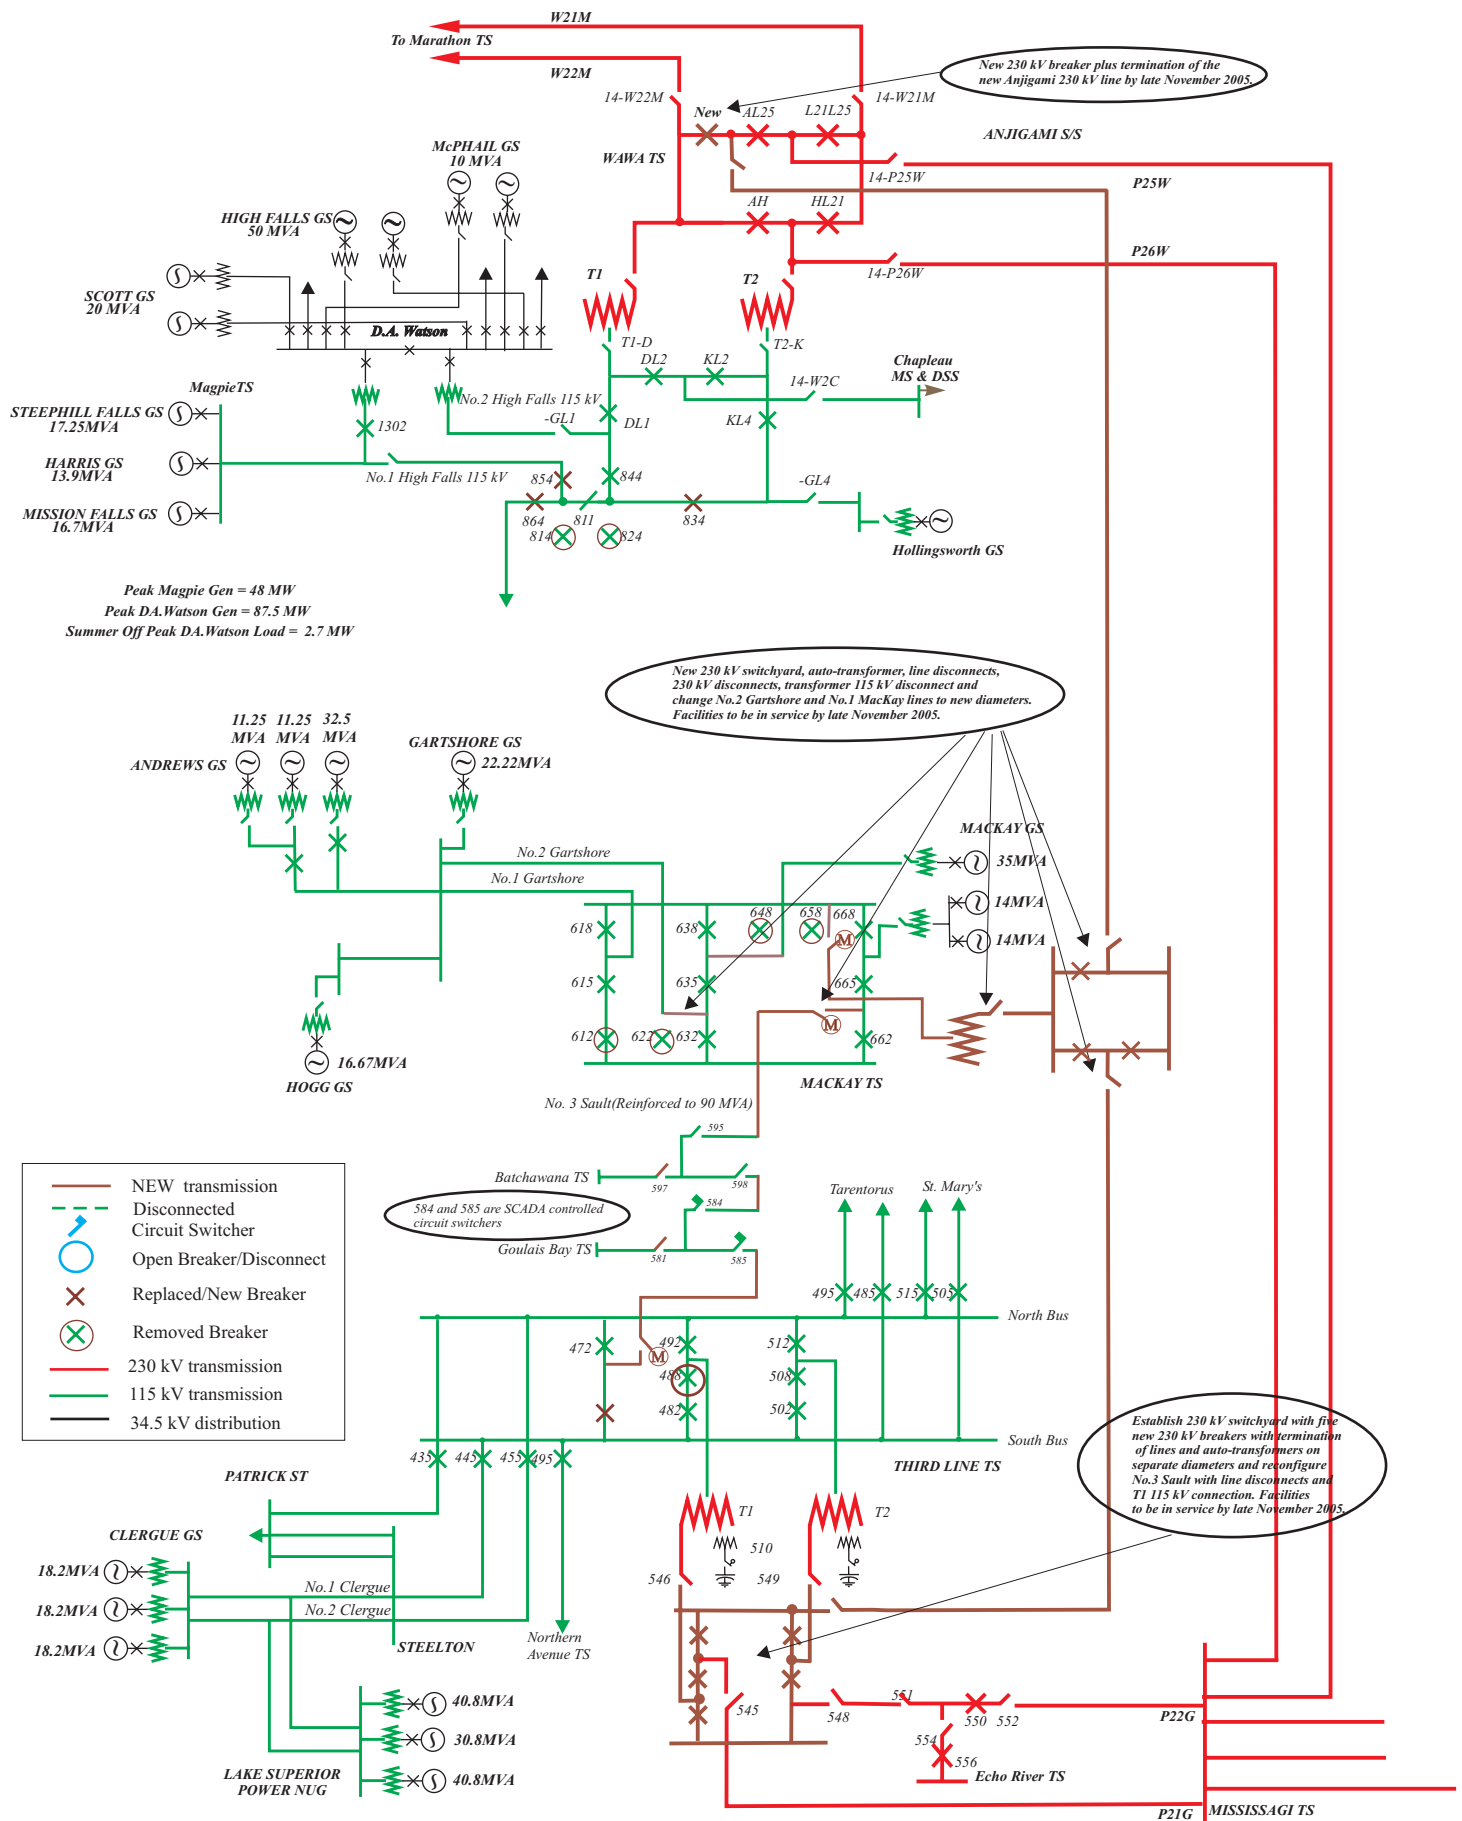 W21M
To Marathon TS
W22M
New 230 kV breaker plus termination of the
new Anjigami 230 kV line by late November 2005.
14-W22M
New
AL25
L21L25
14-W21M
ANJIGAMI S/S
WAWA TS
14-P25W
P25W
McPHAIL GS
10 MVA
AH
HL21
HIGH FALLS GS
50 MVA
P26W
14-P26W
T1
T2
SCOTT GS
20 MVA
D.A. Watson
T1-D
T2-K
DL2
KL2
Chapleau
MS & DSS
14-W2C
MagpieTS
No.2 High Falls 115 kV
-GL1
DL1
KL4
STEEPHILL FALLS GS
17.25MVA
1302
HARRIS GS
13.9MVA
No.1 High Falls 115 kV
854
844
-GL4
MISSION FALLS GS
16.7MVA
864
811
834
814
824
Hollingsworth GS
Peak Magpie Gen = 48 MW
Peak DA.Watson Gen = 87.5 MW
Summer Off Peak DA.Watson Load = 2.7 MW
New 230 kV switchyard, auto-transformer, line disconnects,
230 kV disconnects, transformer 115 kV disconnect and
change No.2 Gartshore and No.1 MacKay lines to new diameters.
Facilities to be in service by late November 2005.
11.25
MVA
11.25
MVA
32.5
MVA
GARTSHORE GS
22.22MVA
ANDREWS GS
MACKAY GS
No.2 Gartshore
35MVA
No.1 Gartshore
14MVA
14MVA
618
638
648
658
668
M
615
635
665
612
622
632
M
662
16.67MVA
HOGG GS
MACKAY TS
No. 3 Sault(Reinforced to 90 MVA)
595
Batchawana TS
597
598
584 and 585 are SCADA controlled
circuit switchers
584
Goulais Bay TS
581
585
Tarentorus
St. Mary's
NEW transmission
Disconnected
Circuit Switcher
Open Breaker/Disconnect
Replaced/New Breaker
Removed Breaker
230 kV transmission
115 kV transmission
34.5 kV distribution
495
485
515
505
North Bus
472
M
492
488
482
512
508
502
South Bus
435
445
455
495
THIRD LINE TS
Establish 230 kV switchyard with five
new 230 kV breakers with termination
of lines and auto-transformers on
separate diameters and reconfigure
No.3 Sault with line disconnects and
T1 115 kV connection. Facilities
to be in service by late November 2005.
PATRICK ST
CLERGUE GS
T1
T2
510
546
549
18.2MVA
18.2MVA
18.2MVA
No.1 Clergue
No.2 Clergue
STEELTON
Northern
Avenue TS
40.8MVA
30.8MVA
40.8MVA
LAKE SUPERIOR
POWER NUG
545
548
551
550
552
554
556
Echo River TS
P22G
P21G
MISSISSAGI TS